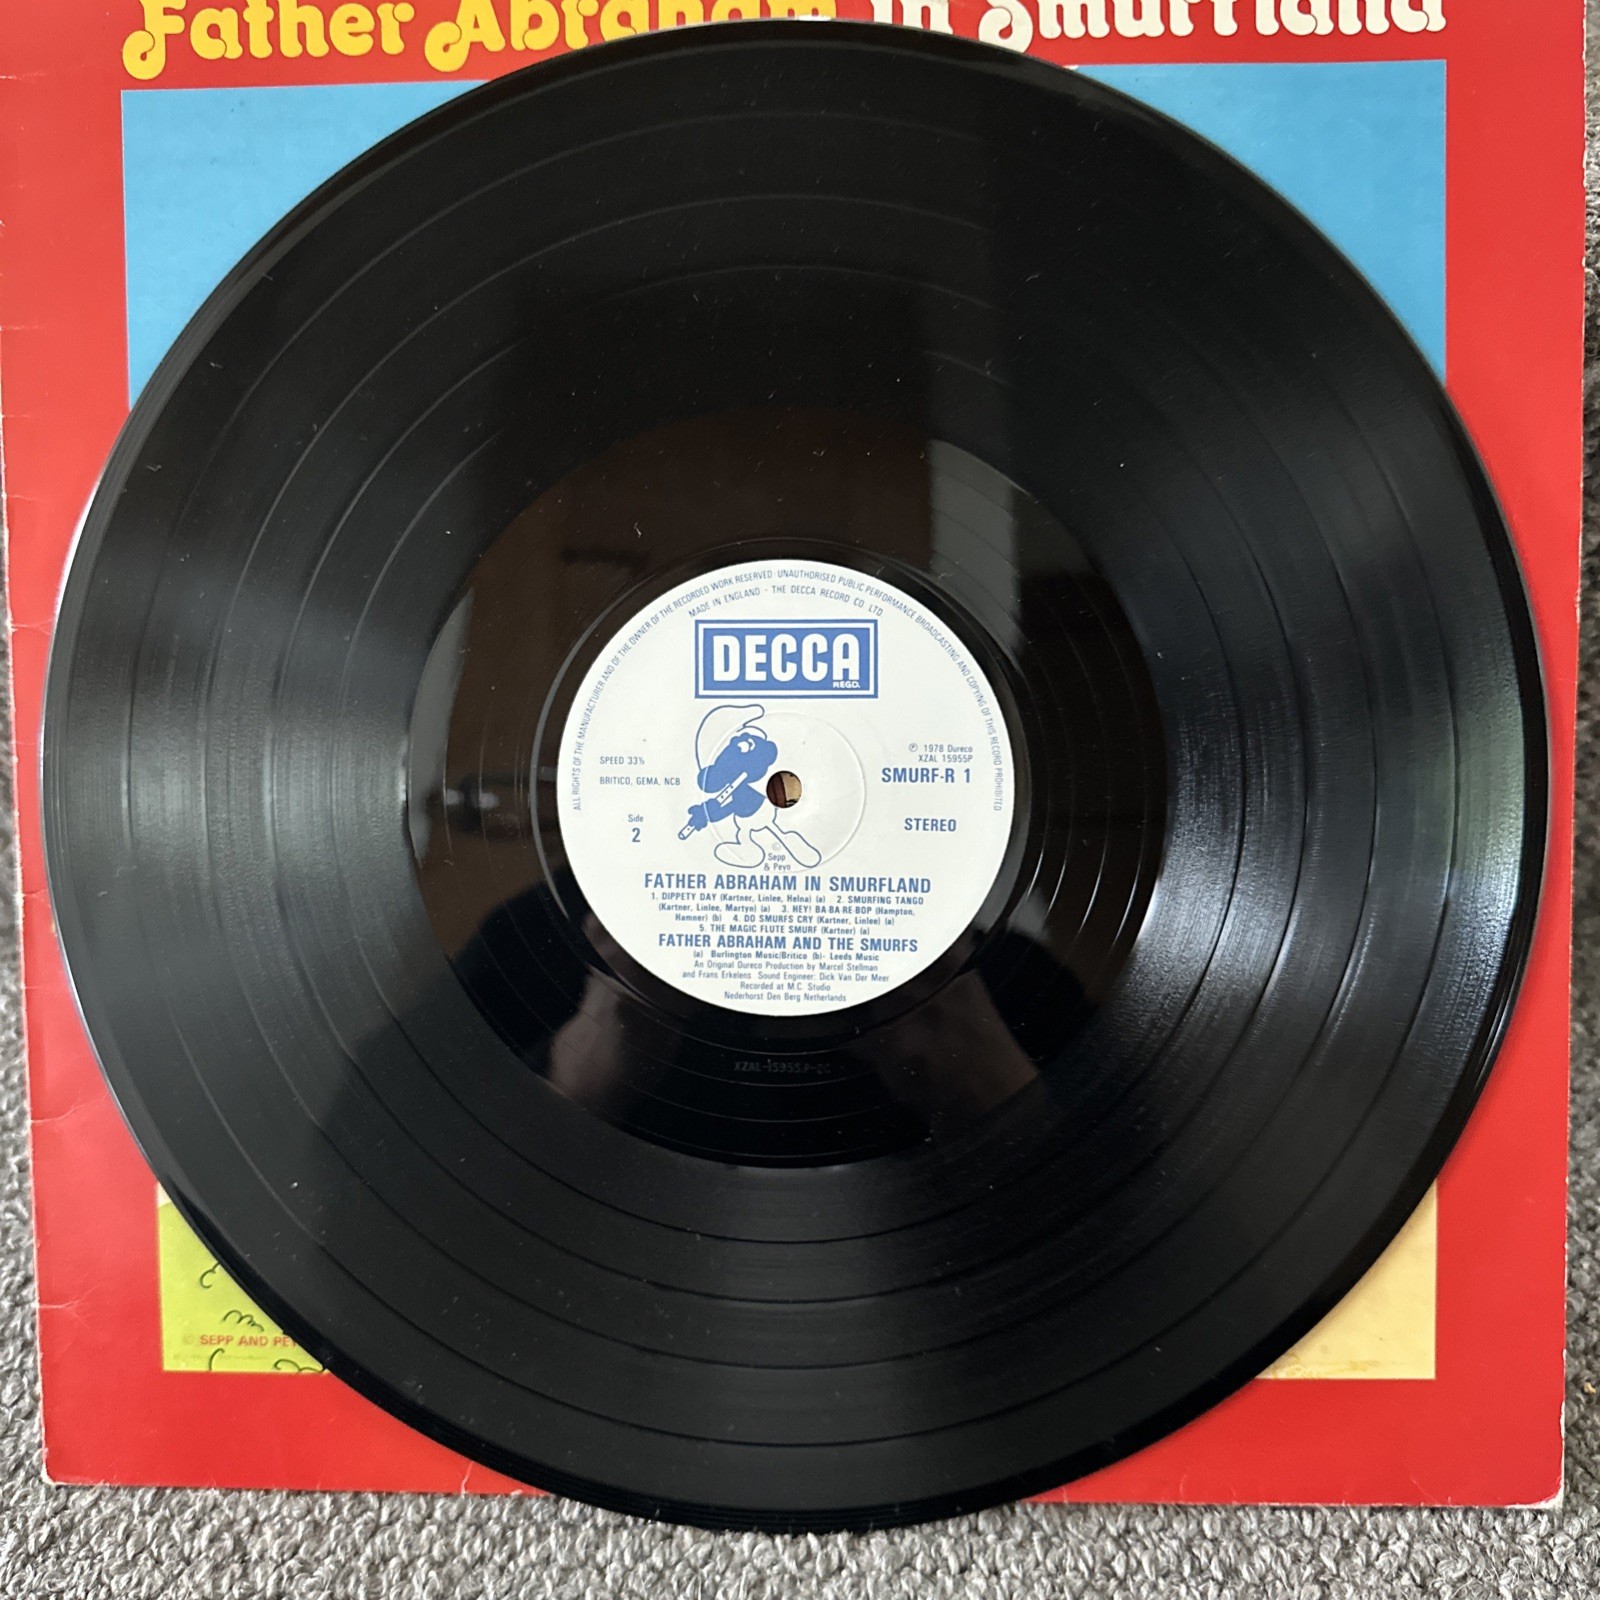 Father Abraham in Smurfland
ALL RIGHTS OF THE MANUFACTURER AND OF THE OWNER OF THE RECORDED WORK RESERVED · UNAUTHORISED PUBLIC PERFORMANCE BROADCASTING AND COPYING OF THIS RECORD PROHIBITED
MADE IN ENGLAND - THE DECCA RECORD CO LTD
DECCA
REGD.
℗ 1978 Dureco
XZAL 15955P
SPEED 33⅓
SMURF-R 1
BRITICO, GEMA, NCB
Side
2
STEREO
©
Sepp
& Peyo
FATHER ABRAHAM IN SMURFLAND
1. DIPPETY DAY (Kartner, Linlee, Helna) (a) 2. SMURFING TANGO
(Kartner, Linlee, Martyn) (a) 3. HEY! BA-BA-RE-BOP (Hampton,
Hamner) (b) 4. DO SMURFS CRY (Kartner, Linlee) (a)
5. THE MAGIC FLUTE SMURF (Kartner) (a)
FATHER ABRAHAM AND THE SMURFS
(a) Burlington Music/Britico (b)- Leeds Music
An Original Dureco Production by Marcel Stellman
and Frans Erkelens Sound Engineer: Dick Van Der Meer
Recorded at M.C. Studio
Nederhorst Den Berg Netherlands
© SEPP AND PEY